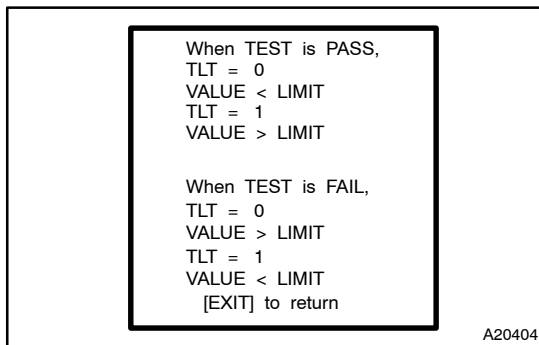 When TEST is PASS,
TLT = 0
VALUE < LIMIT
TLT = 1
VALUE > LIMIT
When TEST is FAIL,
TLT = 0
VALUE > LIMIT
TLT = 1
VALUE < LIMIT
[EXIT] to return
A20404